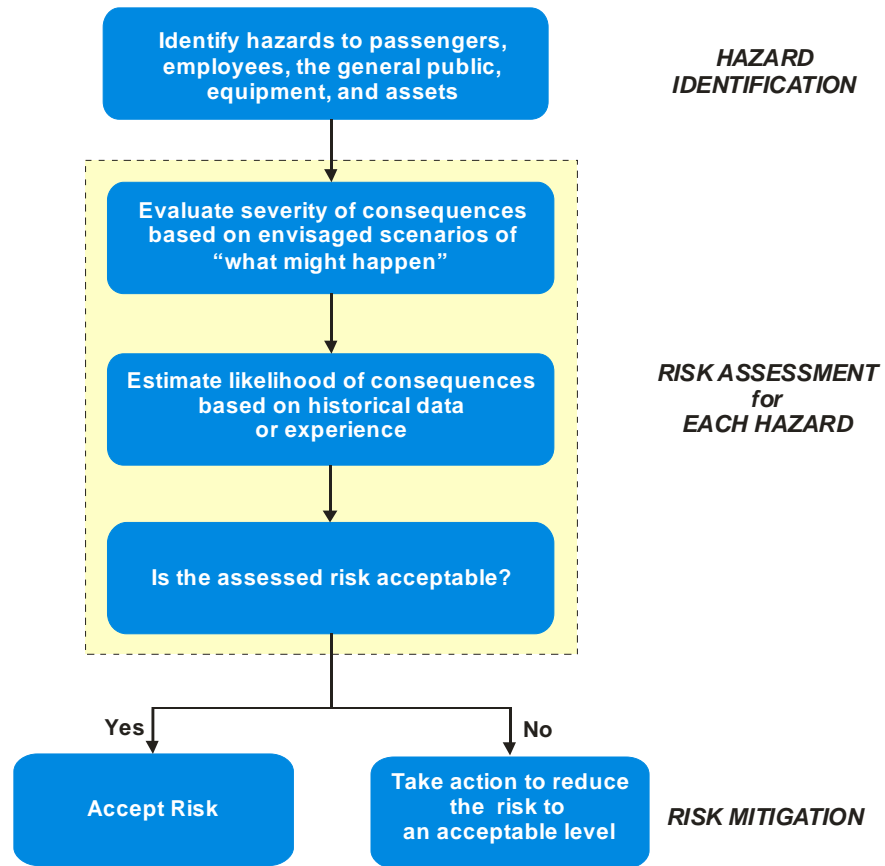 Identify hazards to passengers,
employees, the general public,
equipment, and assets
HAZARD
IDENTIFICATION
Evaluate severity of consequences
based on envisaged scenarios of
“what might happen”
Estimate likelihood of consequences
based on historical data
or experience
RISK ASSESSMENT
for
EACH HAZARD
Is the assessed risk acceptable?
Yes
No
Accept Risk
Take action to reduce
the risk to
an acceptable level
RISK MITIGATION